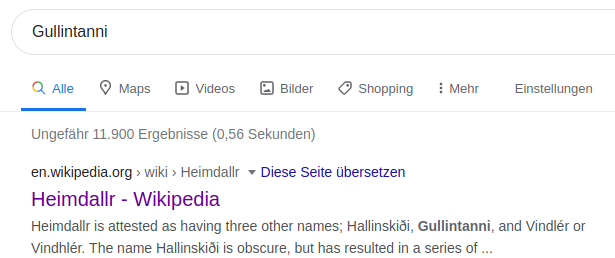 Gullintanni
Alle Maps Videos Bilder Shopping Mehr Einstellungen
Ungefähr 11.900 Ergebnisse (0,56 Sekunden)
en.wikipedia.org › wiki › Heimdallr Diese Seite übersetzen
Heimdallr - Wikipedia
Heimdallr is attested as having three other names; Hallinskiði, Gullintanni, and Vindlér or
Vindhlér. The name Hallinskiði is obscure, but has resulted in a series of ...